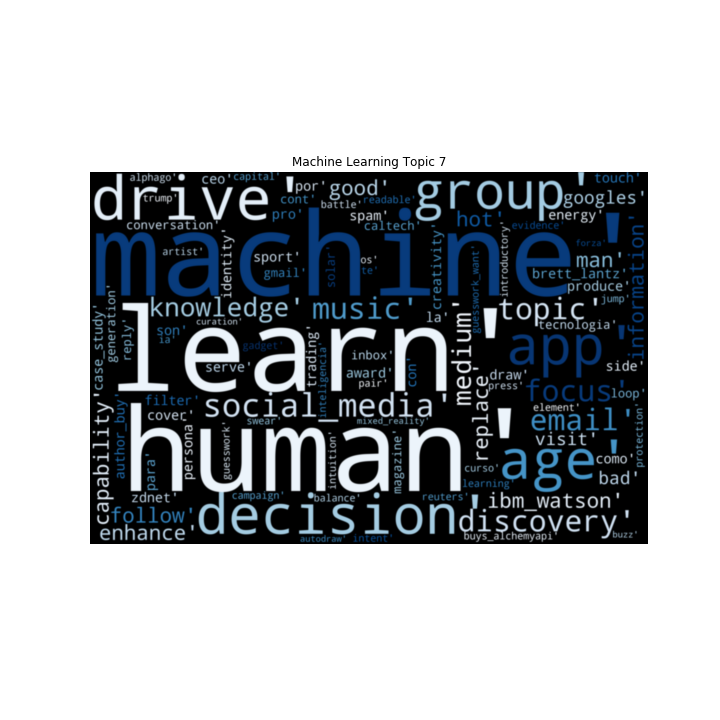 Machine Learning Topic 7
alphago'
ceo'
capital'
touch'
drive'
por'
good'
group'
googles'
trump'
cont'
readable'
battle'
conversation'
pro'
spam'
caltech'
hot'
evidence'
energy'
machine'
artist'
identity'
sport'
gmail'
solar'
os'
te'
creativity'
guesswork_want'
introductory'
forza'
man'
brett_lantz'
produce'
information'
knowledge'
music'
la'
topic'
jump'
case_study'
generation'
reply'
son'
ia'
curation'
tecnologia'
learn'
gadget'
serve'
trading'
inteligencia'
inbox'
award'
pair'
con'
medium'
app'
side'
draw'
press'
focus'
loop'
filter'
author_buy'
cover'
social_media'
swear'
mixed_reality'
replace'
element'
email'
visit'
protection'
human'
capability'
para'
persona'
guesswork'
intuition'
magazine'
curso'
learning'
age'
como'
bad'
zdnet'
campaign'
balance'
reuters'
ibm_watson'
follow'
decision'
discovery'
enhance'
autodraw'
intent'
buys_alchemyapi'
buzz'